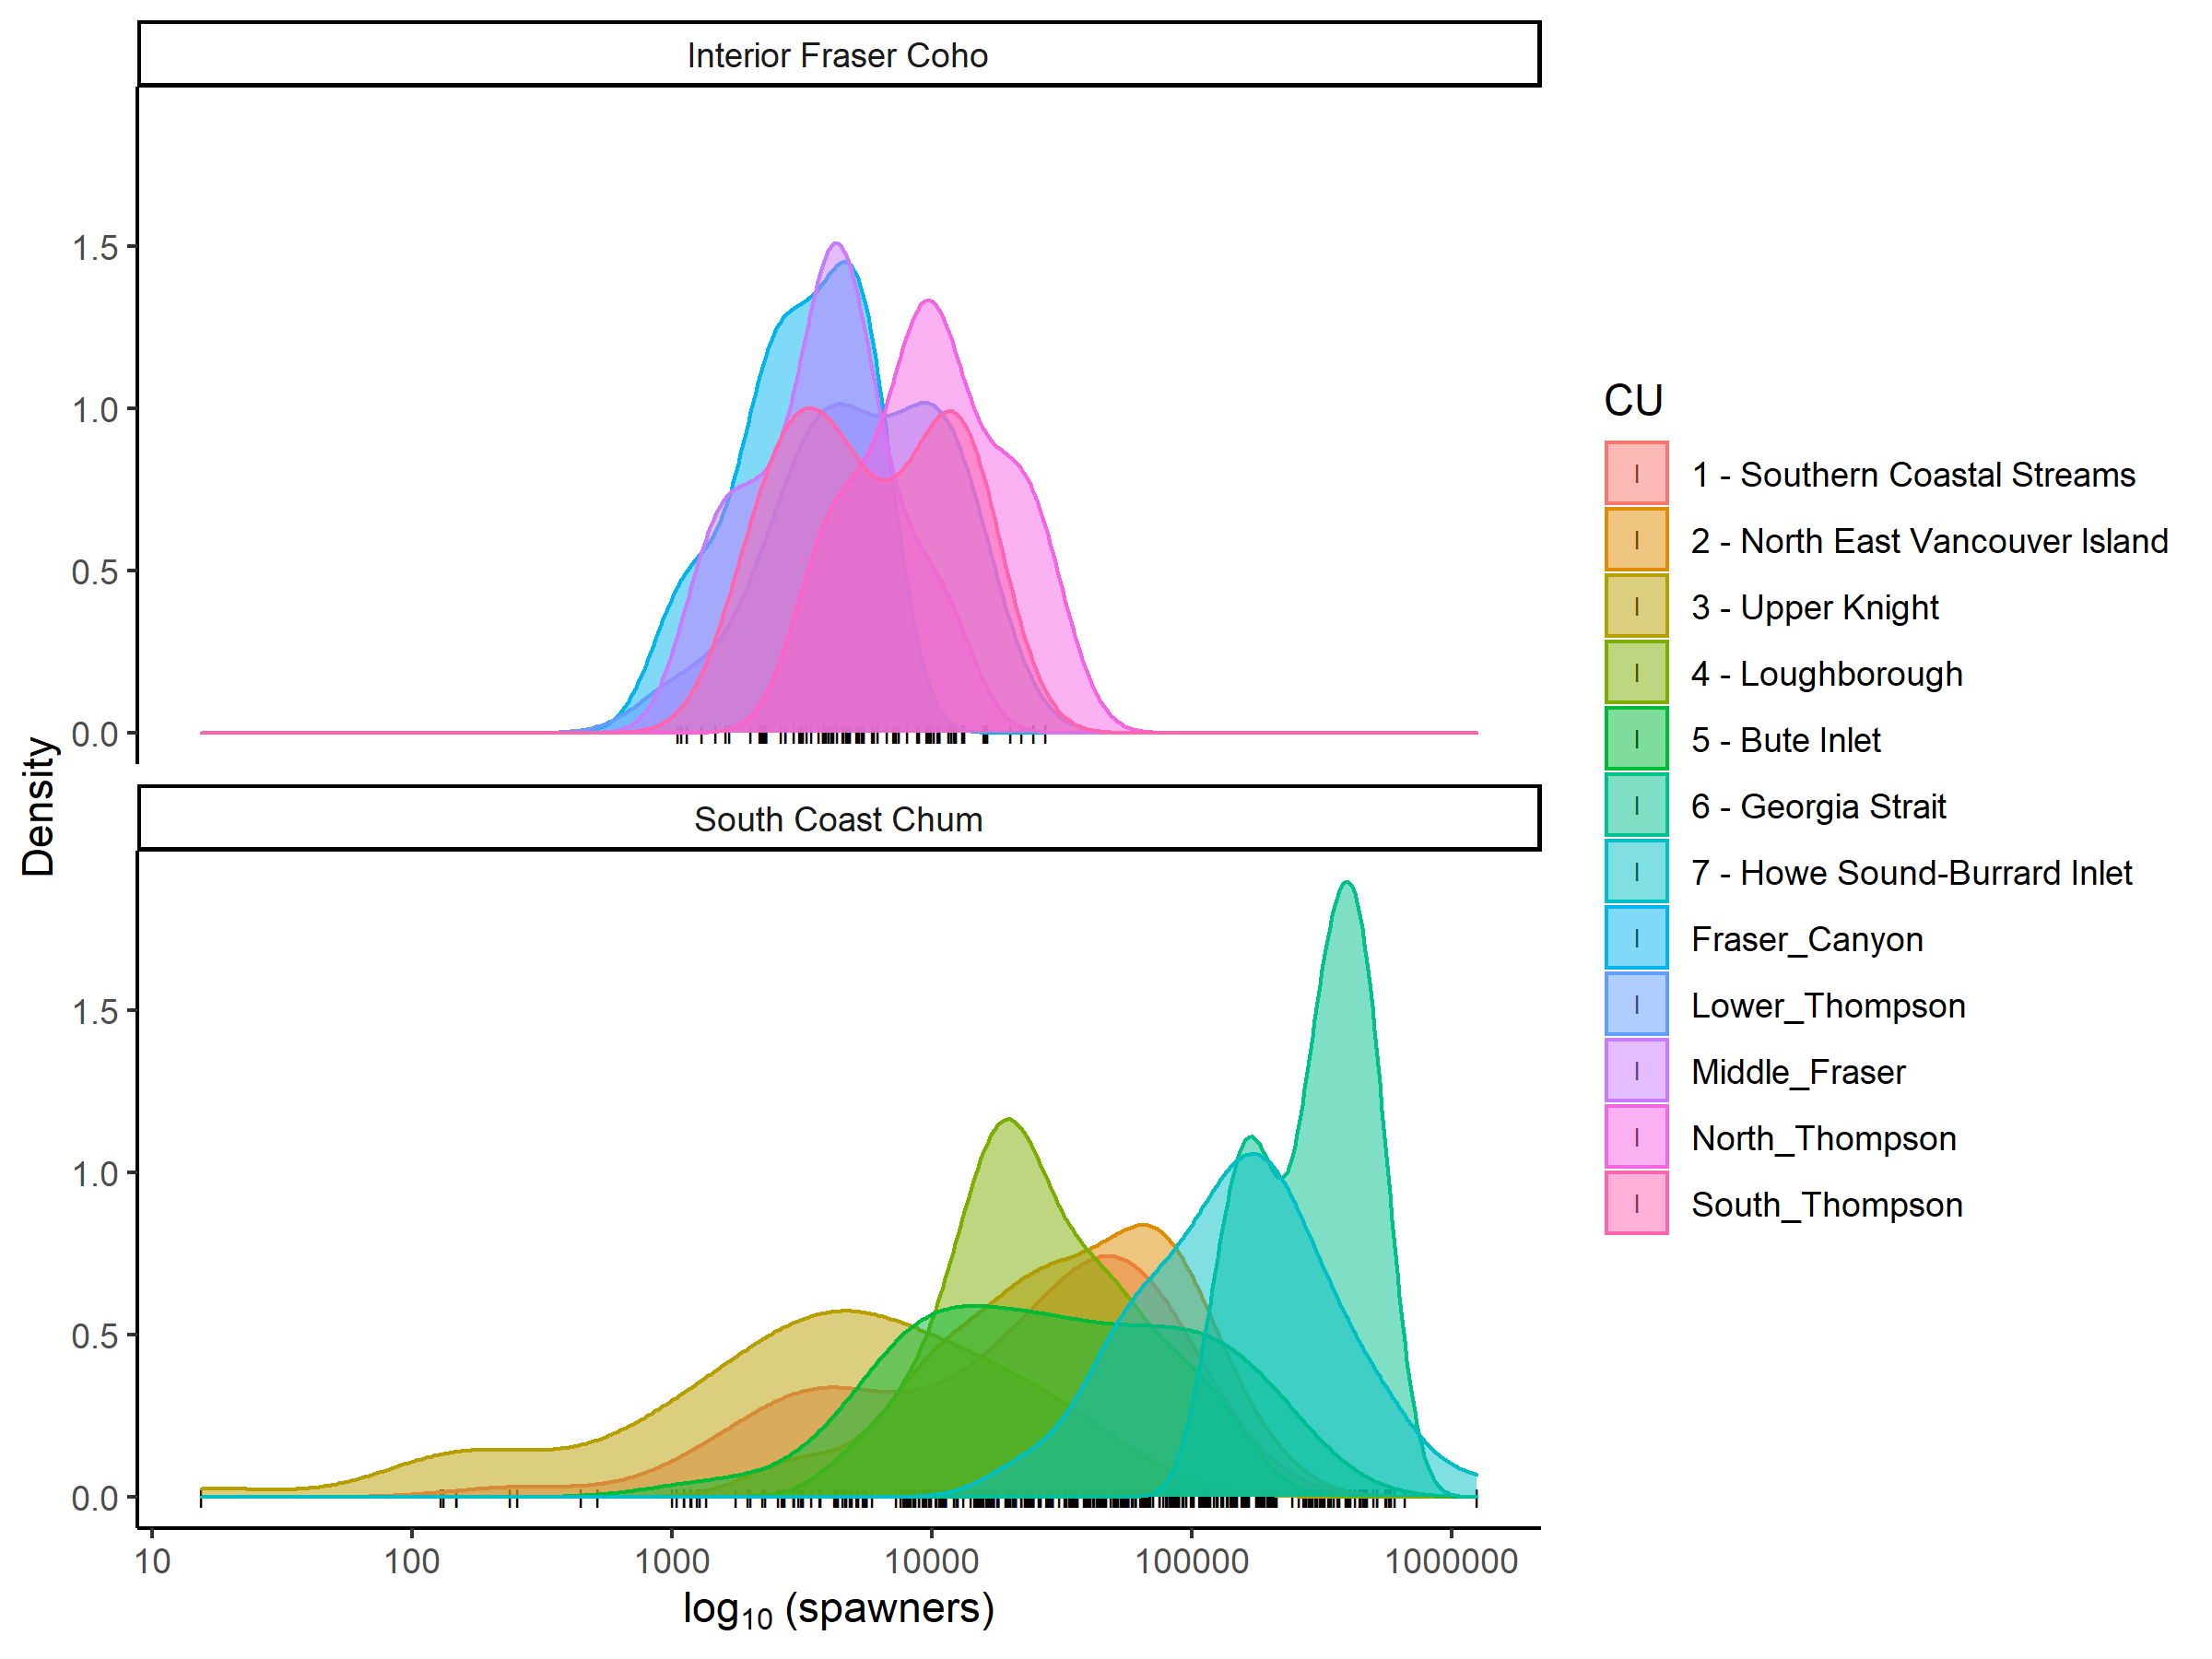 Interior Fraser Coho
1.5
1.0
0.5
0.0
Density
South Coast Chum
1.5
1.0
0.5
0.0
10 100 1000 10000 100000 1000000
log10 (spawners)
CU
1 - Southern Coastal Streams
2 - North East Vancouver Island
3 - Upper Knight
4 - Loughborough
5 - Bute Inlet
6 - Georgia Strait
7 - Howe Sound-Burrard Inlet
Fraser_Canyon
Lower_Thompson
Middle_Fraser
North_Thompson
South_Thompson